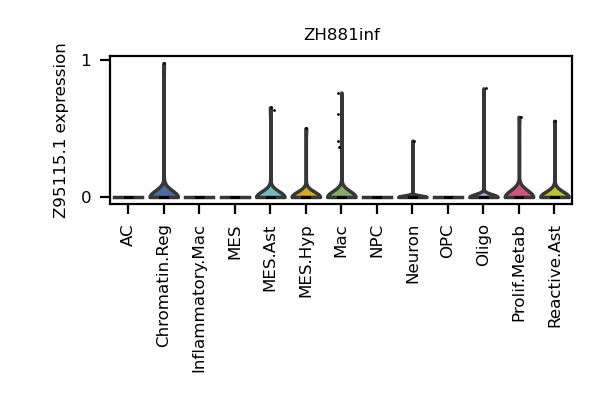 ZH881inf
Z95115.1 expression
1
0
AC
Chromatin.Reg
Inflammatory.Mac
MES
MES.Ast
MES.Hyp
Mac
NPC
Neuron
OPC
Oligo
Prolif.Metab
Reactive.Ast